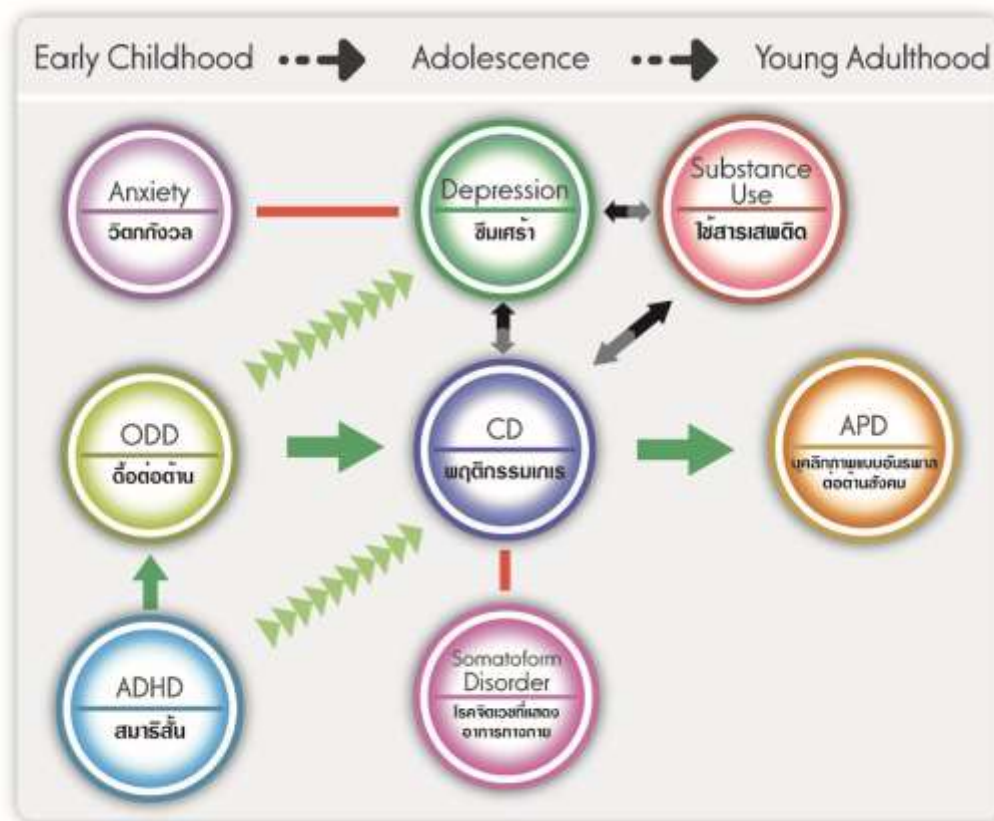 Early Childhood
Adolescence
Young Adulthood
Anxiety
วิตกกังวล
Depression
ซึมเศร้า
Substance
Use
ใช้สารเสพติด
ODD
ดื้อต่อต้าน
CD
พฤติกรรมเกเร
APD
บุคลิกภาพแบบอันธพาล
ต่อต้านสังคม
ADHD
สมาธิสั้น
Somatoform
Disorder
โรคจิตเวชที่แสดง
อาการทางกาย